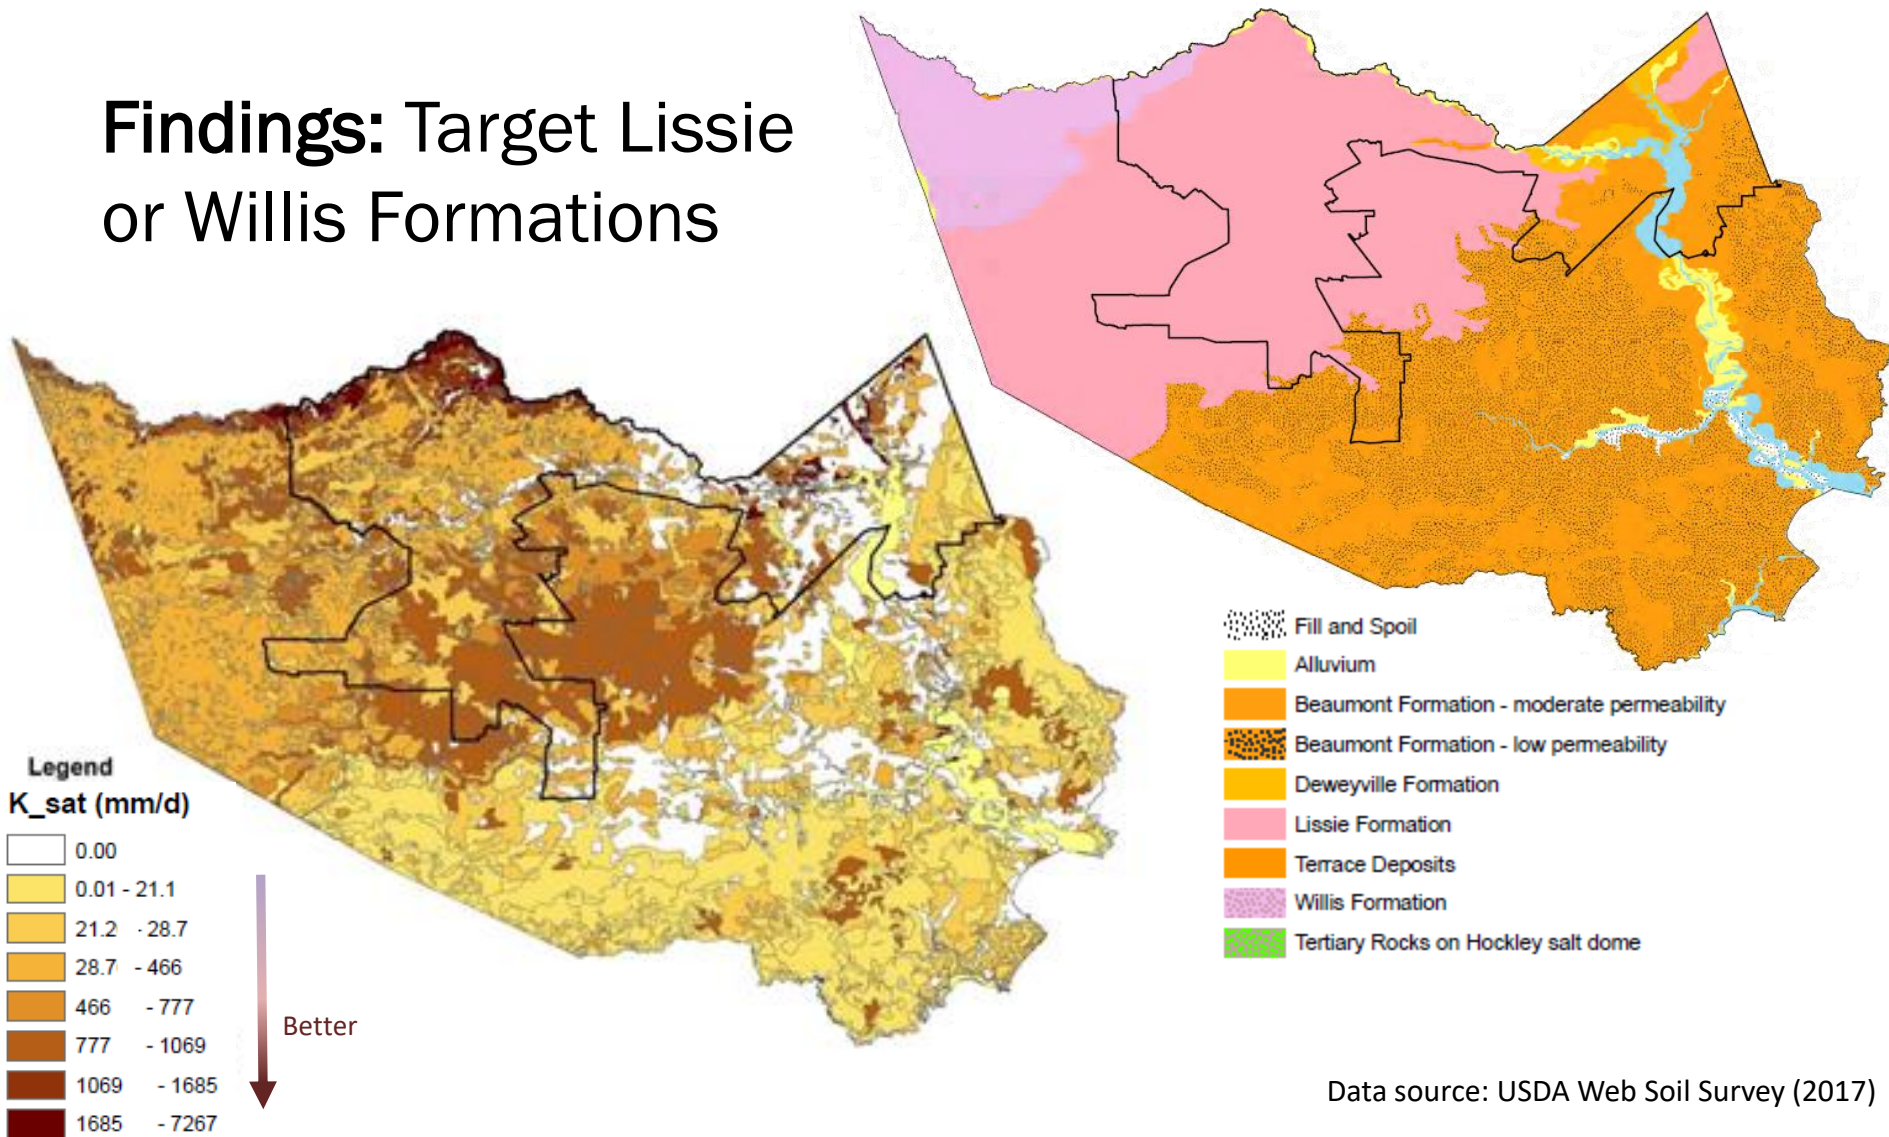 Findings: Target Lissie
or Willis Formations
Fill and Spoil
Alluvium
Beaumont Formation - moderate permeability
Beaumont Formation - low permeability
Deweyville Formation
Lissie Formation
Terrace Deposits
Willis Formation
Tertiary Rocks on Hockley salt dome
Legend
K_sat (mm/d)
0.00
0.01 - 21.1
21.2 - 28.7
28.7 - 466
466 - 777
777 - 1069
1069 - 1685
1685 - 7267
Better
Data source: USDA Web Soil Survey (2017)